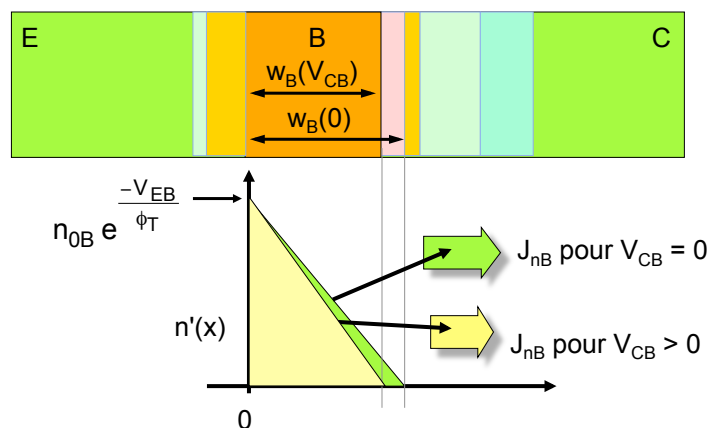 E B C
w_B(V_CB)
w_B(0)
n_0B e^(−V_EB/ϕ_T)
J_nB pour V_CB = 0
n'(x)
J_nB pour V_CB > 0
0